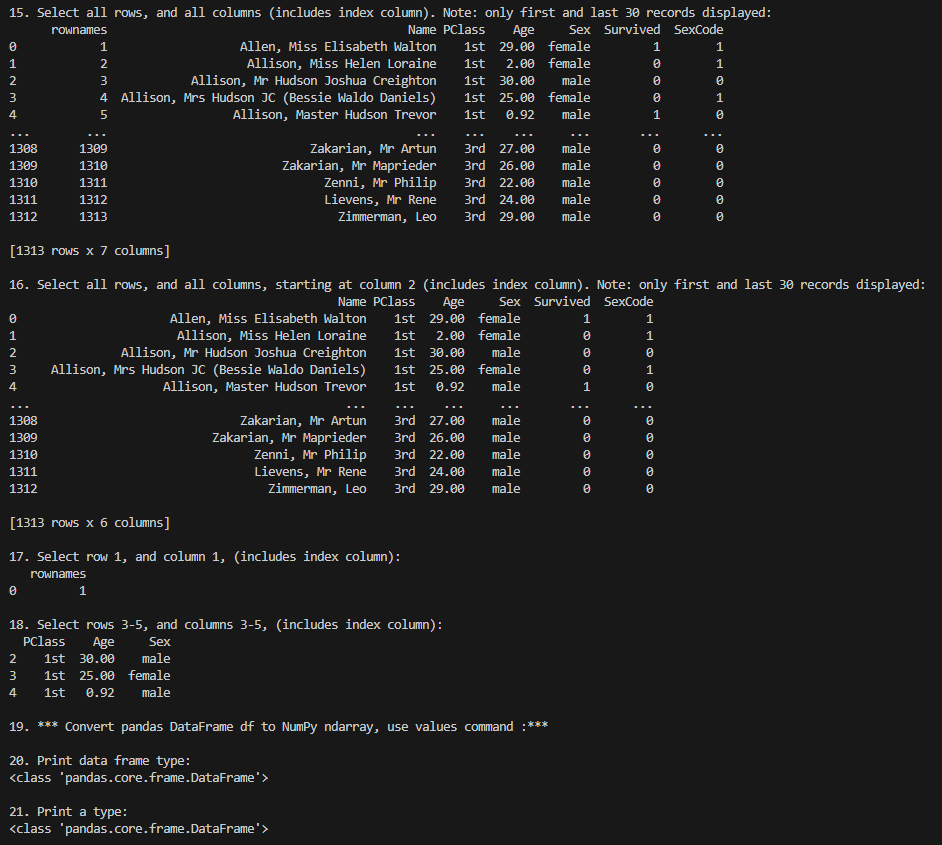 15. Select all rows, and all columns (includes index column). Note: only first and last 30 records displayed:
      rownames                                           Name PClass    Age     Sex  Survived  SexCode
0            1                   Allen, Miss Elisabeth Walton    1st  29.00  female         1        1
1            2                    Allison, Miss Helen Loraine    1st   2.00  female         0        1
2            3            Allison, Mr Hudson Joshua Creighton    1st  30.00    male         0        0
3            4  Allison, Mrs Hudson JC (Bessie Waldo Daniels)    1st  25.00  female         0        1
4            5                  Allison, Master Hudson Trevor    1st   0.92    male         1        0
...        ...                                            ...    ...    ...     ...       ...      ...
1308      1309                             Zakarian, Mr Artun    3rd  27.00    male         0        0
1309      1310                         Zakarian, Mr Maprieder    3rd  26.00    male         0        0
1310      1311                               Zenni, Mr Philip    3rd  22.00    male         0        0
1311      1312                               Lievens, Mr Rene    3rd  24.00    male         0        0
1312      1313                                 Zimmerman, Leo    3rd  29.00    male         0        0
[1313 rows x 7 columns]
16. Select all rows, and all columns, starting at column 2 (includes index column). Note: only first and last 30 records displayed:
                                               Name PClass    Age     Sex  Survived  SexCode
0                      Allen, Miss Elisabeth Walton    1st  29.00  female         1        1
1                       Allison, Miss Helen Loraine    1st   2.00  female         0        1
2               Allison, Mr Hudson Joshua Creighton    1st  30.00    male         0        0
3     Allison, Mrs Hudson JC (Bessie Waldo Daniels)    1st  25.00  female         0        1
4                     Allison, Master Hudson Trevor    1st   0.92    male         1        0
...                                             ...    ...    ...     ...       ...      ...
1308                             Zakarian, Mr Artun    3rd  27.00    male         0        0
1309                         Zakarian, Mr Maprieder    3rd  26.00    male         0        0
1310                               Zenni, Mr Philip    3rd  22.00    male         0        0
1311                               Lievens, Mr Rene    3rd  24.00    male         0        0
1312                                 Zimmerman, Leo    3rd  29.00    male         0        0
[1313 rows x 6 columns]
17. Select row 1, and column 1, (includes index column):
   rownames
0         1
18. Select rows 3-5, and columns 3-5, (includes index column):
  PClass    Age     Sex
2    1st  30.00    male
3    1st  25.00  female
4    1st   0.92    male
19. *** Convert pandas DataFrame df to NumPy ndarray, use values command :***
20. Print data frame type:
<class 'pandas.core.frame.DataFrame'>
21. Print a type:
<class 'pandas.core.frame.DataFrame'>